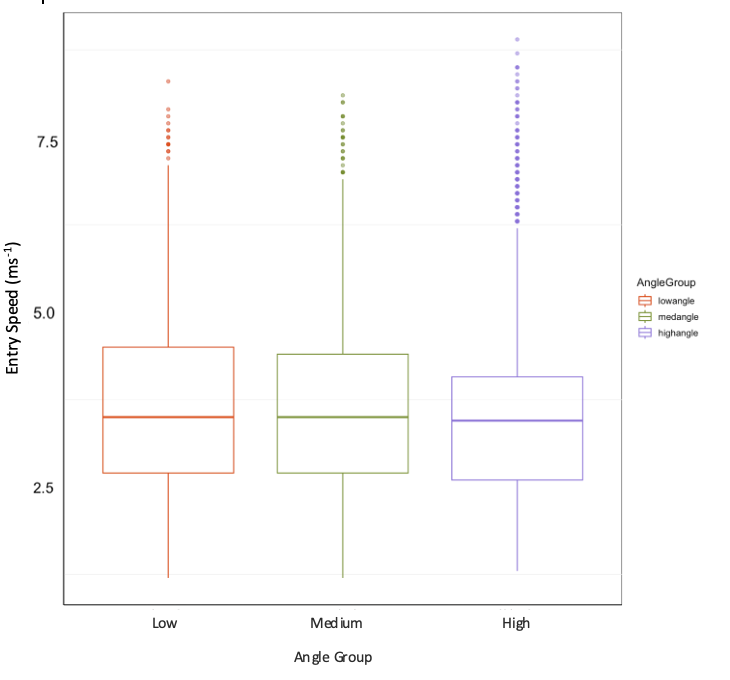 7.5
5.0
2.5
Entry Speed (ms⁻¹)
Low
Medium
High
Angle Group
AngleGroup
lowangle
medangle
highangle